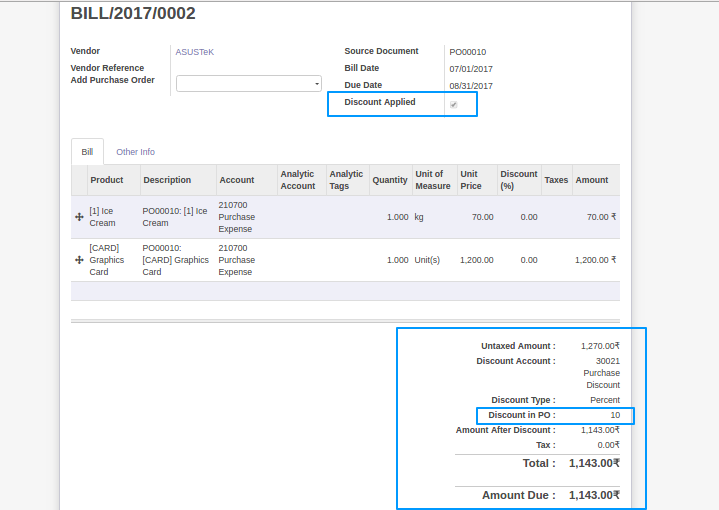 BILL/2017/0002
Vendor ASUSTeK Source Document PO00010
Vendor Reference Bill Date 07/01/2017
Add Purchase Order Due Date 08/31/2017
Discount Applied
Bill Other Info
Product Description Account Analytic Account Analytic Tags Quantity Unit of Measure Unit Price Discount (%) Taxes Amount
[1] Ice Cream PO00010: [1] Ice Cream 210700 Purchase Expense 1.000 kg 70.00 0.00 70.00 ₹
[CARD] Graphics Card PO00010: [CARD] Graphics Card 210700 Purchase Expense 1.000 Unit(s) 1,200.00 0.00 1,200.00 ₹
Untaxed Amount : 1,270.00₹
Discount Account : 30021
Purchase
Discount
Discount Type : Percent
Discount in PO : 10
Amount After Discount : 1,143.00₹
Tax : 0.00₹
Total : 1,143.00₹
Amount Due : 1,143.00₹